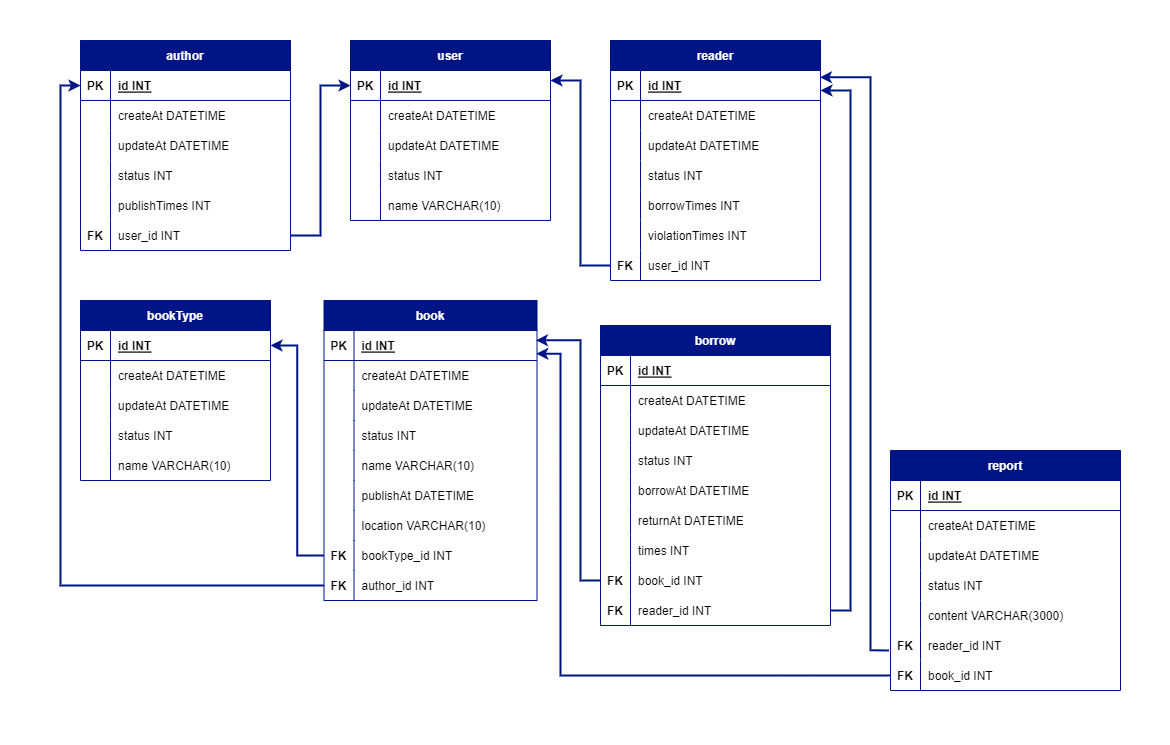 author
PK id INT
createAt DATETIME
updateAt DATETIME
status INT
publishTimes INT
FK user_id INT
user
PK id INT
createAt DATETIME
updateAt DATETIME
status INT
name VARCHAR(10)
reader
PK id INT
createAt DATETIME
updateAt DATETIME
status INT
borrowTimes INT
violationTimes INT
FK user_id INT
bookType
PK id INT
createAt DATETIME
updateAt DATETIME
status INT
name VARCHAR(10)
book
PK id INT
createAt DATETIME
updateAt DATETIME
status INT
name VARCHAR(10)
publishAt DATETIME
location VARCHAR(10)
FK bookType_id INT
FK author_id INT
borrow
PK id INT
createAt DATETIME
updateAt DATETIME
status INT
borrowAt DATETIME
returnAt DATETIME
times INT
FK book_id INT
FK reader_id INT
report
PK id INT
createAt DATETIME
updateAt DATETIME
status INT
content VARCHAR(3000)
FK reader_id INT
FK book_id INT